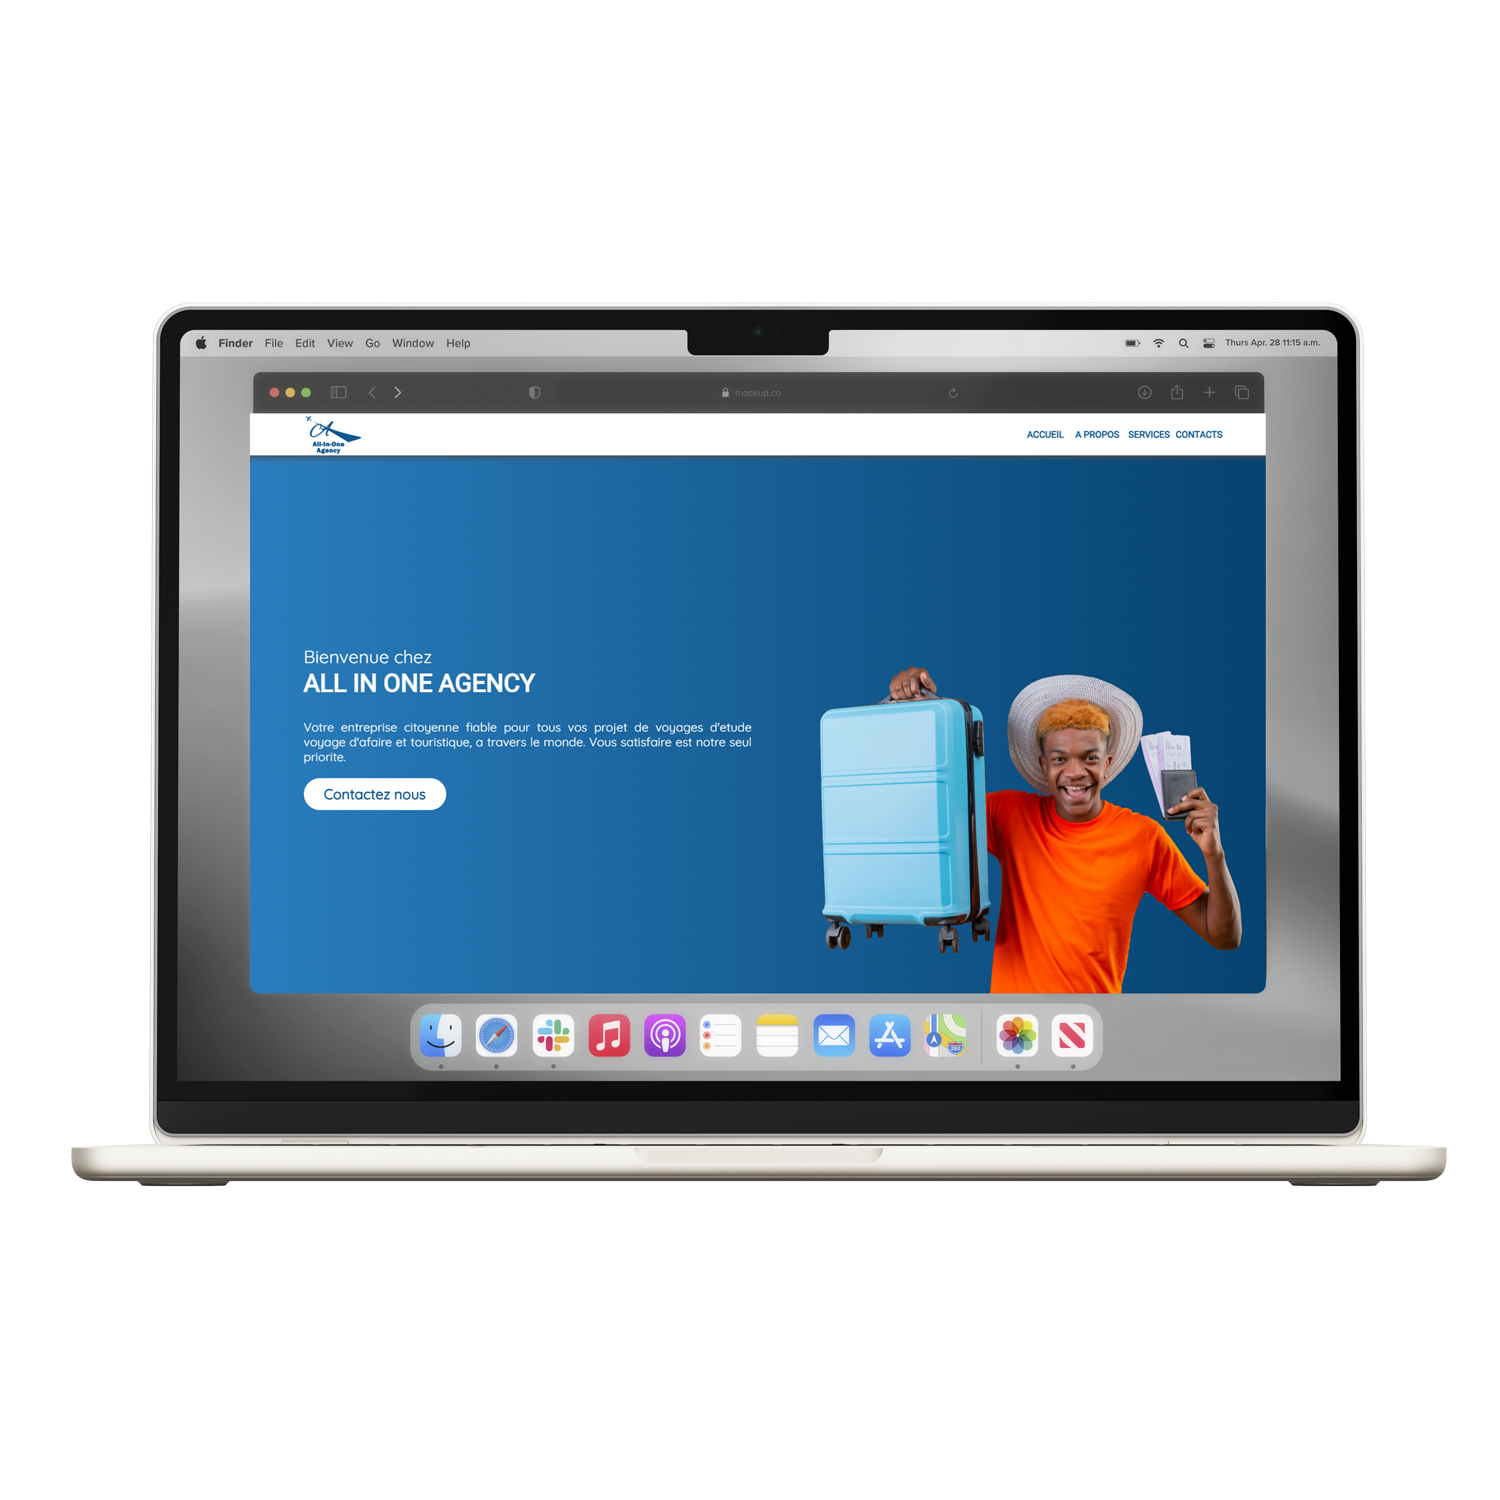 Finder File Edit View Go Window Help
Thurs Apr. 28 11:15 a.m.
mockup.co
A
All-In-One
Agency
ACCUEIL A PROPOS SERVICES CONTACTS
Bienvenue chez
ALL IN ONE AGENCY
Votre entreprise citoyenne fiable pour tous vos projet de voyages d'etude
voyage d'afaire et touristique, a travers le monde. Vous satisfaire est notre seul
priorite.
Contactez nous
280